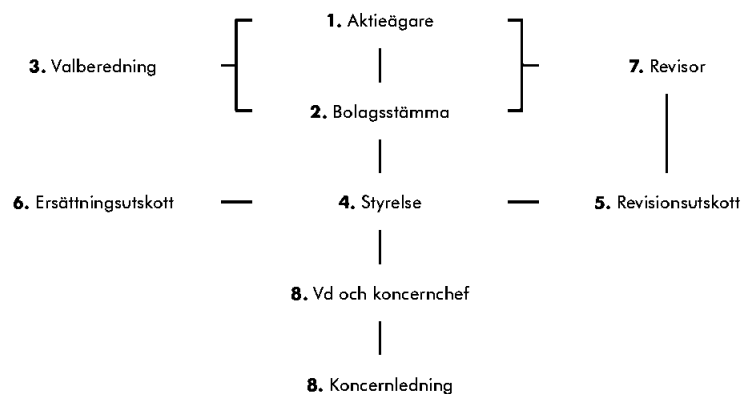 1. Aktieägare
3. Valberedning
7. Revisor
2. Bolagsstämma
6. Ersättningsutskott
4. Styrelse
5. Revisionsutskott
8. Vd och koncernchef
8. Koncernledning